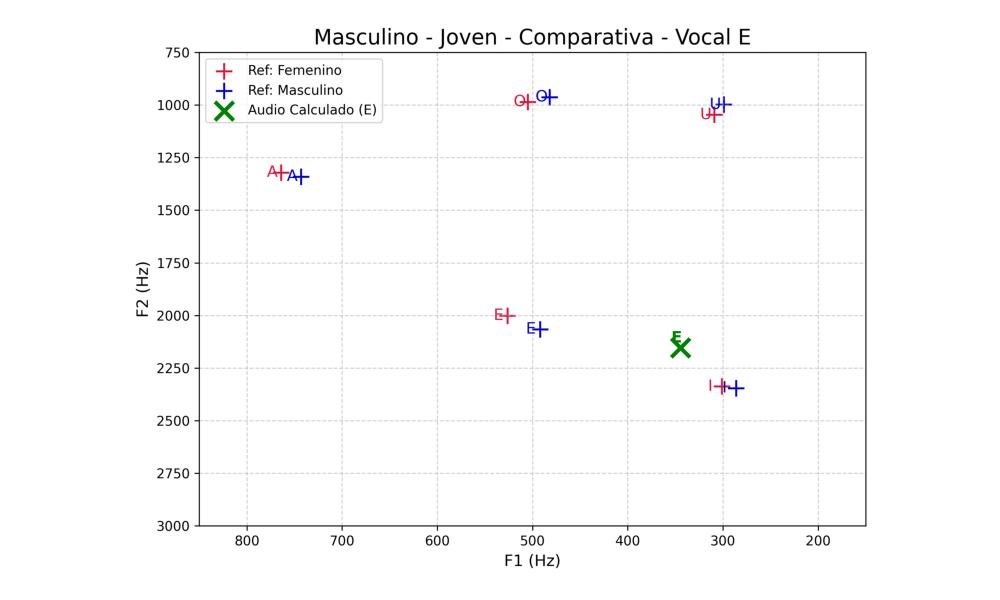 Masculino - Joven - Comparativa - Vocal E
Ref: Femenino
Ref: Masculino
Audio Calculado (E)
F2 (Hz)
750
1000
1250
1500
1750
2000
2250
2500
2750
3000
O O
U
U
A A
E
E
E
I I
800 700 600 500 400 300 200
F1 (Hz)